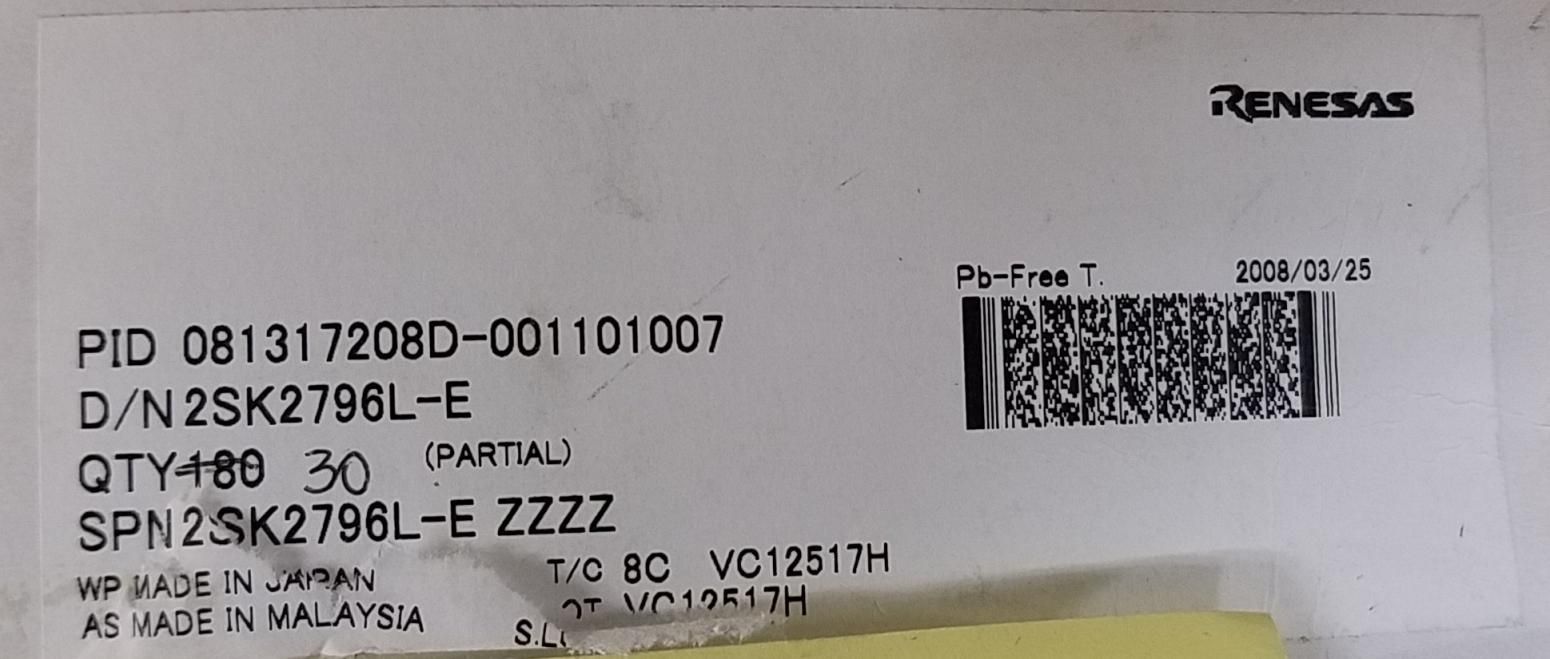 RENESAS
Pb-Free T. 2008/03/25
PID 081317208D-001101007
D/N 2SK2796L-E
QTY 180 30 (PARTIAL)
SPN 2SK2796L-E ZZZZ
WP MADE IN JAPAN T/C 8C VC12517H
AS MADE IN MALAYSIA VC12517H